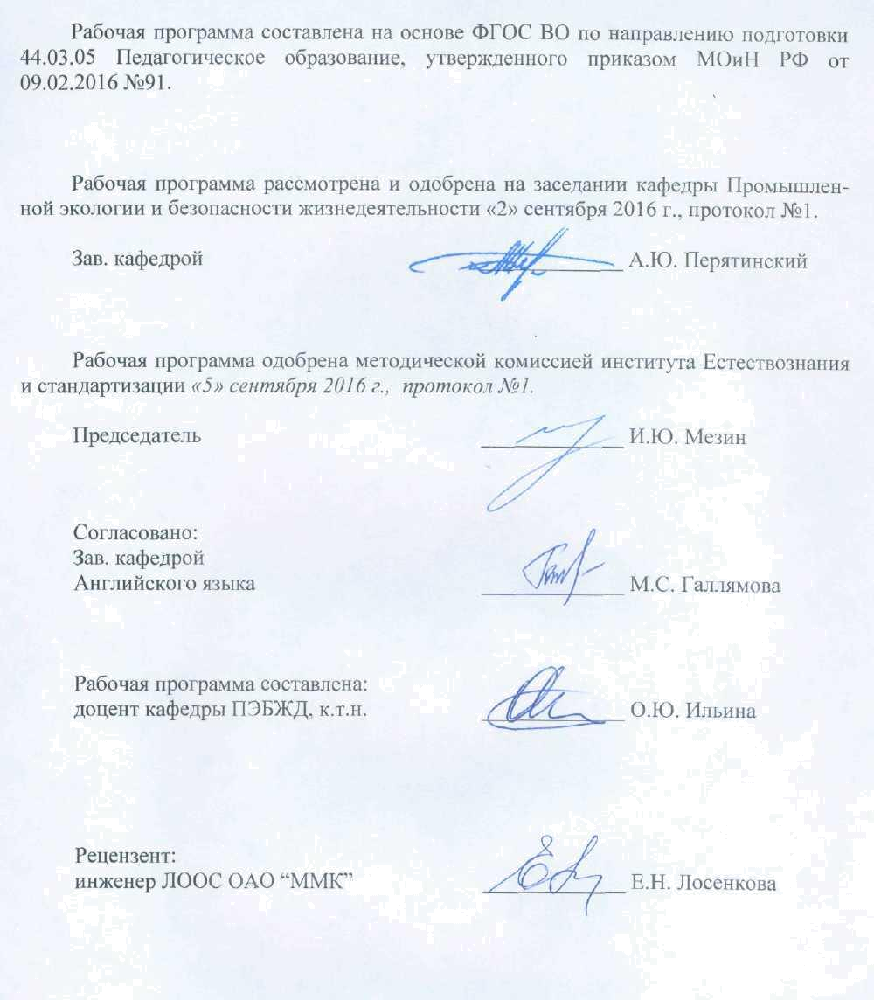 Рабочая программа составлена на основе ФГОС ВО по направлению подготовки
44.03.05 Педагогическое образование, утвержденного приказом МОиН РФ от
09.02.2016 №91.
Рабочая программа рассмотрена и одобрена на заседании кафедры Промышлен-
ной экологии и безопасности жизнедеятельности «2» сентября 2016 г., протокол №1.
Зав. кафедрой А.Ю. Перятинский
Рабочая программа одобрена методической комиссией института Естествознания
и стандартизации «5» сентября 2016 г., протокол №1.
Председатель И.Ю. Мезин
Согласовано:
Зав. кафедрой
Английского языка М.С. Галлямова
Рабочая программа составлена:
доцент кафедры ПЭБЖД, к.т.н. О.Ю. Ильина
Рецензент:
инженер ЛООС ОАО “ММК” Е.Н. Лосенкова